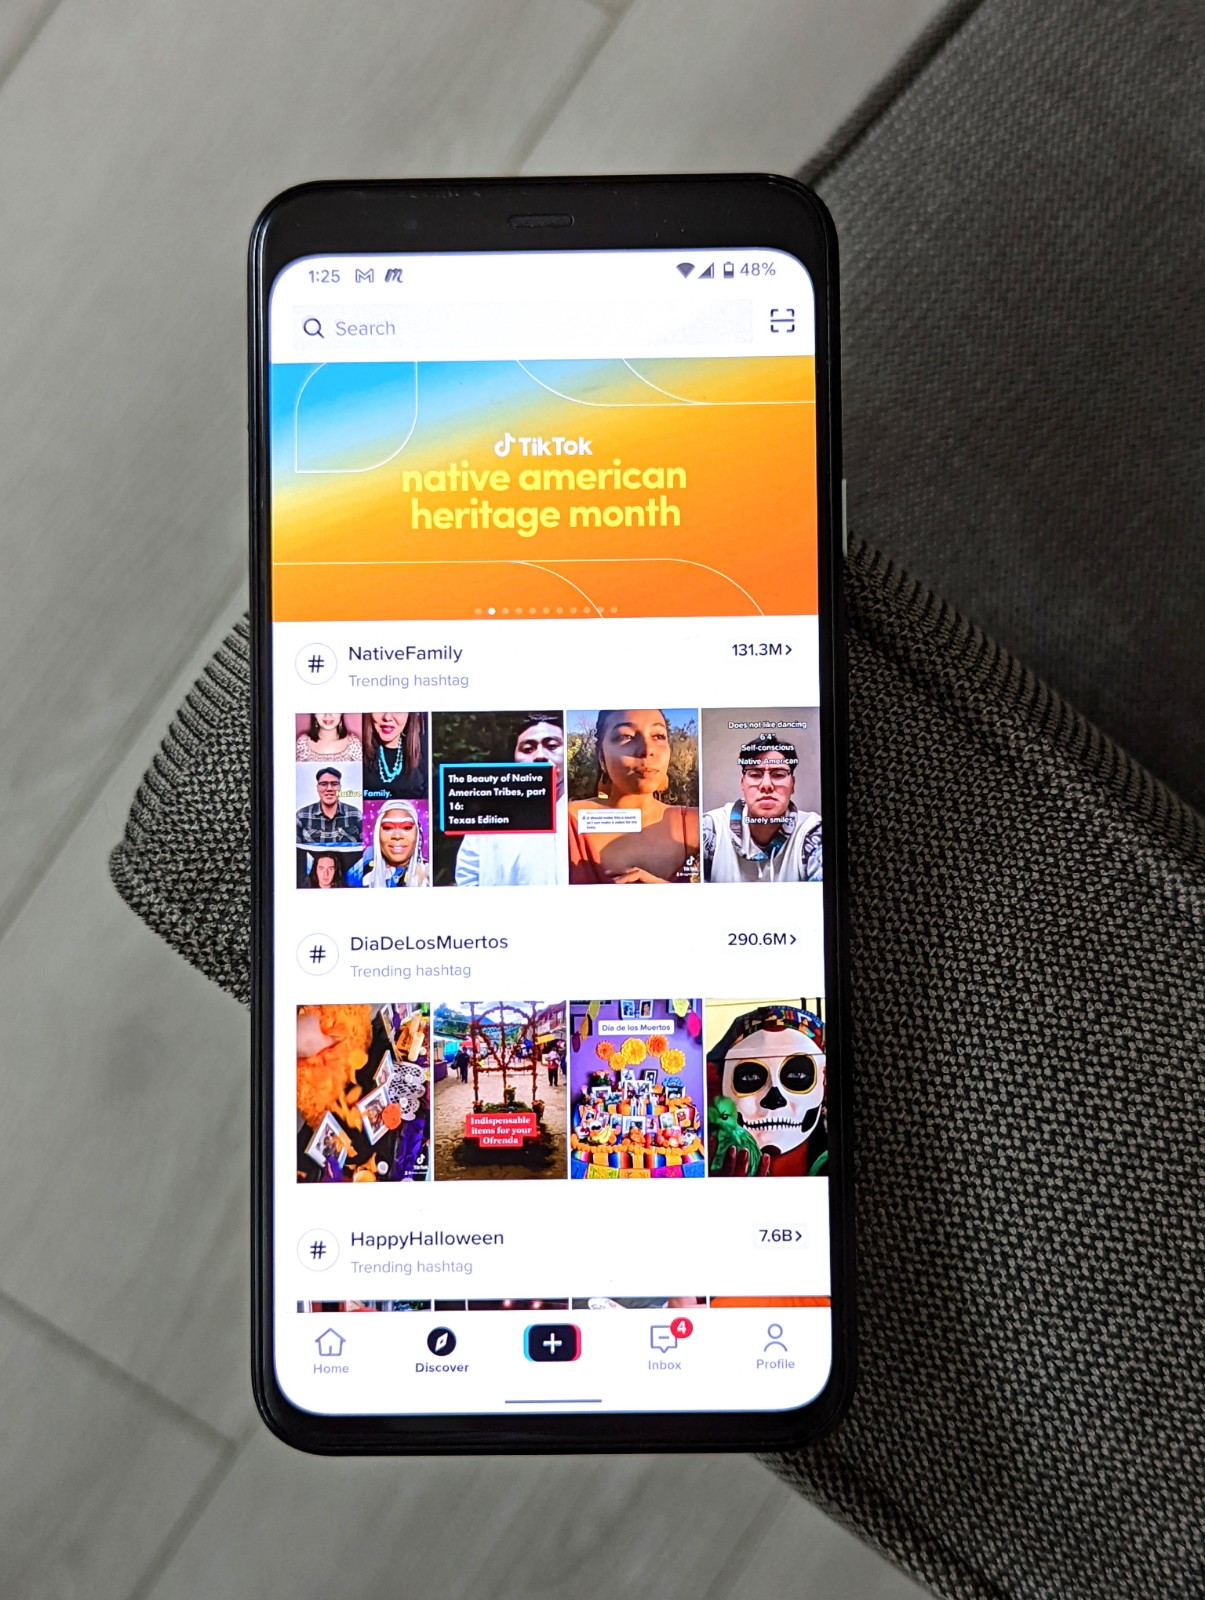 1:25
48%
Search
TikTok
native american
heritage month
NativeFamily
131.3M
Trending hashtag
Native Family.
The Beauty of Native
American Tribes, part
16:
Texas Edition
TikTok
Does not like dancing
6'4"
Self-conscious
Native American
Barely smiles
#
DiaDeLosMuertos
290.6M
Trending hashtag
TikTok
Indispensable
items for your
Ofrenda
Día de los Muertos
#
HappyHalloween
7.6B
Trending hashtag
Home
Discover
Inbox
4
Profile